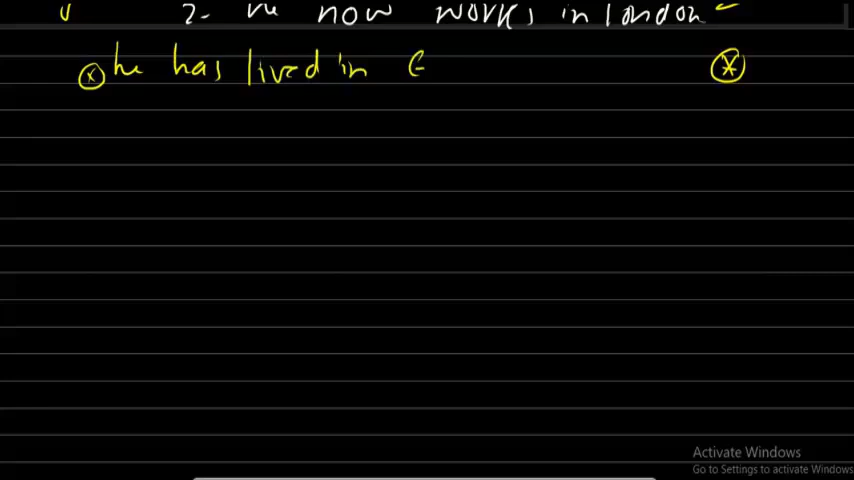 2- he now works in london
he has lived in E
Activate Windows
Go to Settings to activate Windows